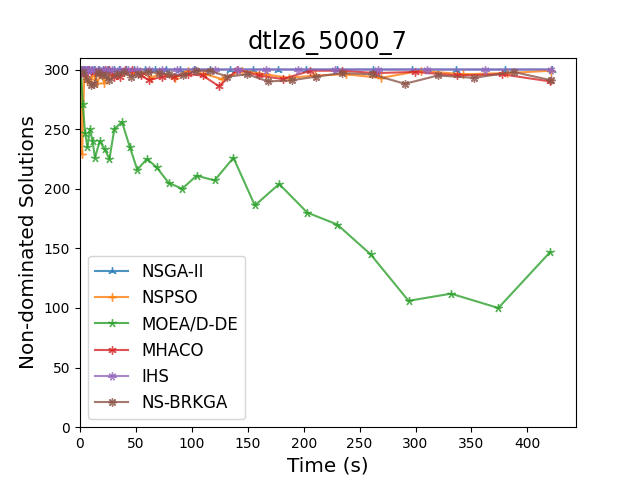 dtlz6_5000_7
Non-dominated Solutions
300
250
200
150
100
50
0
NSGA-II
NSPSO
MOEA/D-DE
MHACO
IHS
NS-BRKGA
0 50 100 150 200 250 300 350 400
Time (s)